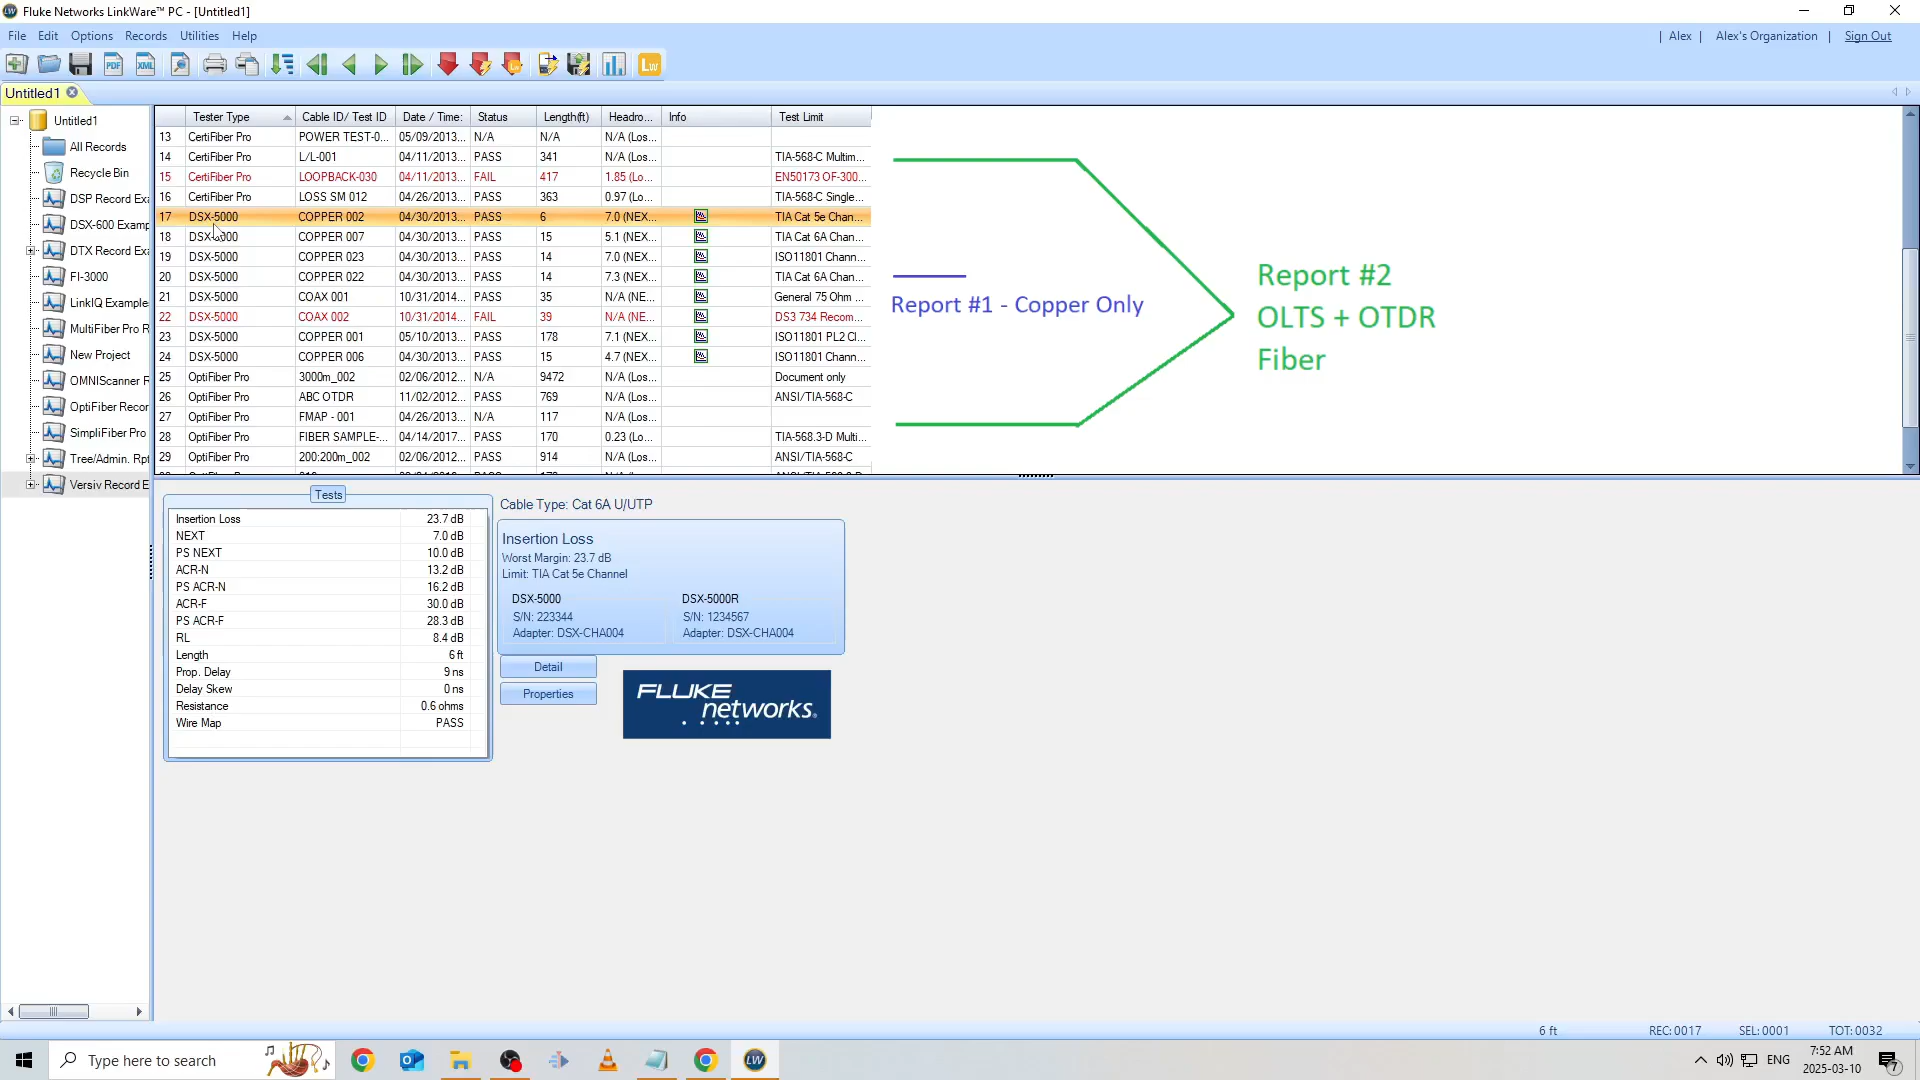 Fluke Networks LinkWare™ PC - [Untitled1]
File Edit Options Records Utilities Help
| Alex | Alex's Organization | Sign Out
Untitled1
Untitled1
All Records
Recycle Bin
DSP Record Exa
DSX-600 Examp
DTX Record Exa
FI-3000
LinkIQ Examples
MultiFiber Pro R
New Project
OMNIScanner R
OptiFiber Recor
SimpliFiber Pro
Tree/Admin. Rpt
Versiv Record E
Tester Type Cable ID/ Test ID Date / Time: Status Length(ft) Headro... Info Test Limit
13 CertiFiber Pro POWER TEST-0... 05/09/2013... N/A N/A N/A (Los...
14 CertiFiber Pro L/L-001 04/11/2013... PASS 341 N/A (Los... TIA-568-C Multim...
15 CertiFiber Pro LOOPBACK-030 04/11/2013... FAIL 417 1.85 (Lo... EN50173 OF-300...
16 CertiFiber Pro LOSS SM 012 04/26/2013... PASS 363 0.97 (Lo... TIA-568-C Single...
17 DSX-5000 COPPER 002 04/30/2013... PASS 6 7.0 (NEX... TIA Cat 5e Chan...
18 DSX-5000 COPPER 007 04/30/2013... PASS 15 5.1 (NEX... TIA Cat 6A Chan...
19 DSX-5000 COPPER 023 04/30/2013... PASS 14 7.0 (NEX... ISO11801 Chann...
20 DSX-5000 COPPER 022 04/30/2013... PASS 14 7.3 (NEX... TIA Cat 6A Chan...
21 DSX-5000 COAX 001 10/31/2014... PASS 35 N/A (NE... General 75 Ohm ...
22 DSX-5000 COAX 002 10/31/2014... FAIL 39 N/A (NE... DS3 734 Recom...
23 DSX-5000 COPPER 001 05/10/2013... PASS 178 7.1 (NEX... ISO11801 PL2 Cl...
24 DSX-5000 COPPER 006 04/30/2013... PASS 15 4.7 (NEX... ISO11801 Chann...
25 OptiFiber Pro 3000m_002 02/06/2012... N/A 9472 N/A (Los... Document only
26 OptiFiber Pro ABC OTDR 11/02/2012... PASS 769 N/A (Los... ANSI/TIA-568-C
27 OptiFiber Pro FMAP - 001 04/26/2013... N/A 117 N/A (Los...
28 OptiFiber Pro FIBER SAMPLE-... 04/14/2017... PASS 170 0.23 (Lo... TIA-568.3-D Multi...
29 OptiFiber Pro 200:200m_002 02/06/2012... PASS 914 N/A (Los... ANSI/TIA-568-C
Report #1 - Copper Only
Report #2
OLTS + OTDR
Fiber
Tests
Insertion Loss 23.7 dB
NEXT 7.0 dB
PS NEXT 10.0 dB
ACR-N 13.2 dB
PS ACR-N 16.2 dB
ACR-F 30.0 dB
PS ACR-F 28.3 dB
RL 8.4 dB
Length 6 ft
Prop. Delay 9 ns
Delay Skew 0 ns
Resistance 0.6 ohms
Wire Map PASS
Cable Type: Cat 6A U/UTP
Insertion Loss
Worst Margin: 23.7 dB
Limit: TIA Cat 5e Channel
DSX-5000 DSX-5000R
S/N: 223344 S/N: 1234567
Adapter: DSX-CHA004 Adapter: DSX-CHA004
Detail
Properties
FLUKE
networks®
6 ft REC: 0017 SEL: 0001 TOT: 0032
Type here to search
ENG
7:52 AM
2025-03-10
7